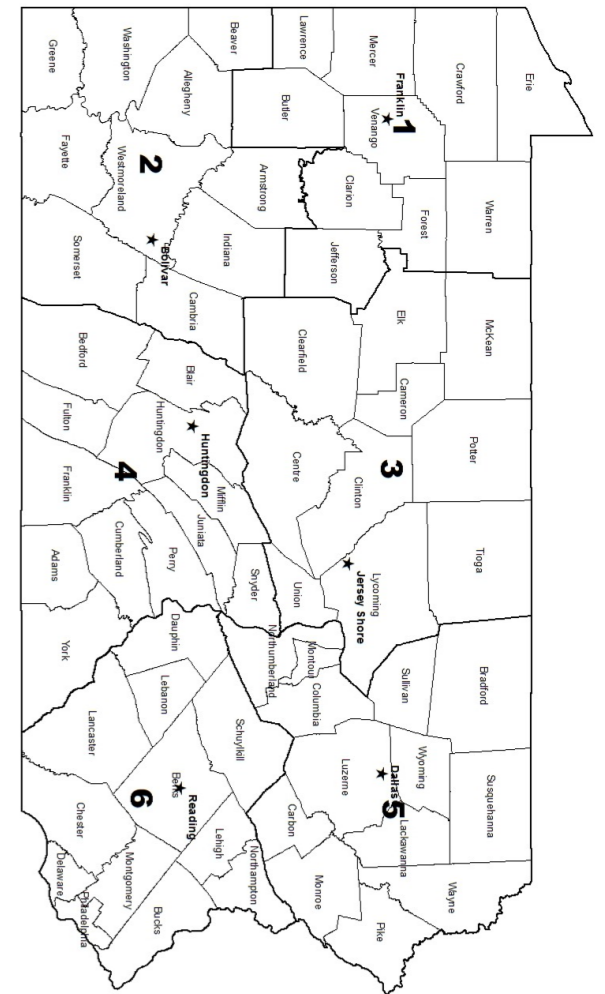 Erie
Crawford
Warren
McKean
Potter
Tioga
Bradford
Susquehanna
Wayne
Mercer
Franklin
1
Venango
Forest
Elk
Cameron
3
Clinton
Lycoming
Jersey Shore
Sullivan
Wyoming
Lackawanna
Dallas
5
Pike
Lawrence
Butler
Clarion
Jefferson
Clearfield
Centre
Union
Montour
Northumberland
Columbia
Luzerne
Carbon
Monroe
Beaver
Allegheny
Armstrong
Indiana
Cambria
Blair
Huntingdon
Huntingdon
Mifflin
Juniata
Snyder
Schuylkill
Northampton
Lehigh
Washington
2
Westmoreland
Bolivar
4
Perry
Dauphin
Lebanon
Berks
Reading
6
Montgomery
Bucks
Greene
Fayette
Somerset
Bedford
Fulton
Franklin
Cumberland
Adams
York
Lancaster
Chester
Delaware
Philadelphia